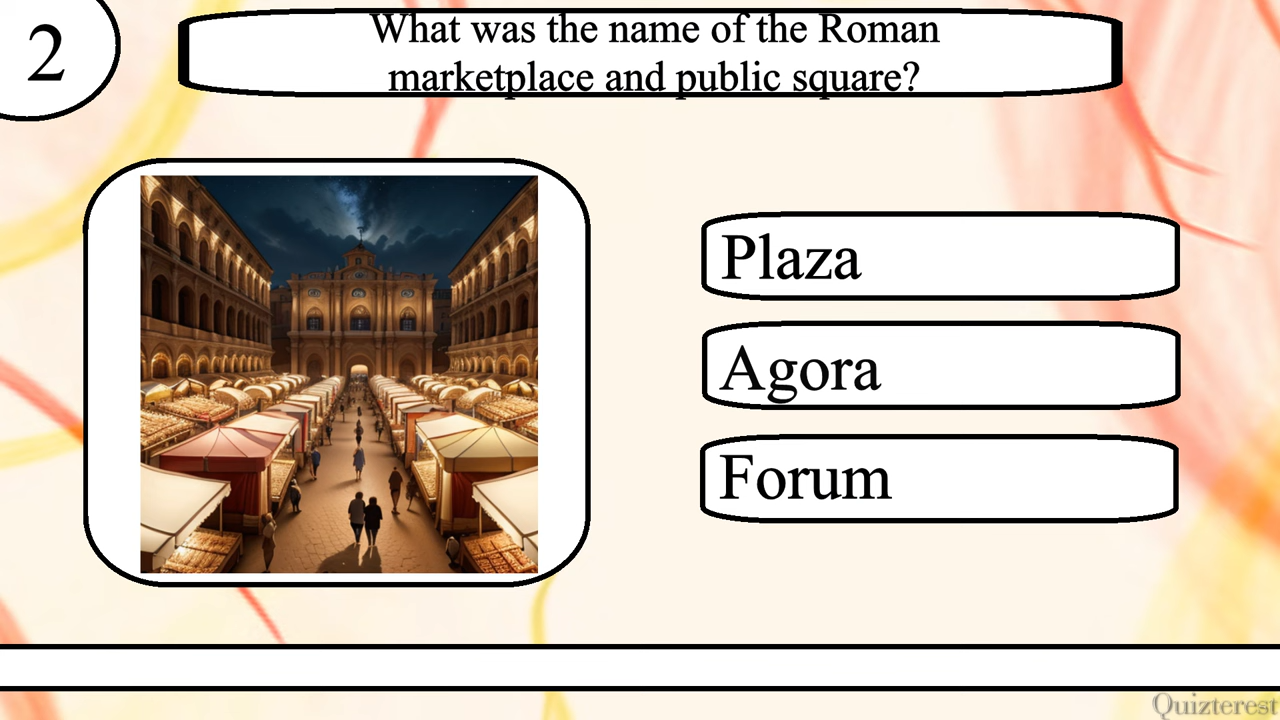 2
What was the name of the Roman
marketplace and public square?
Plaza
Agora
Forum
Quizterest